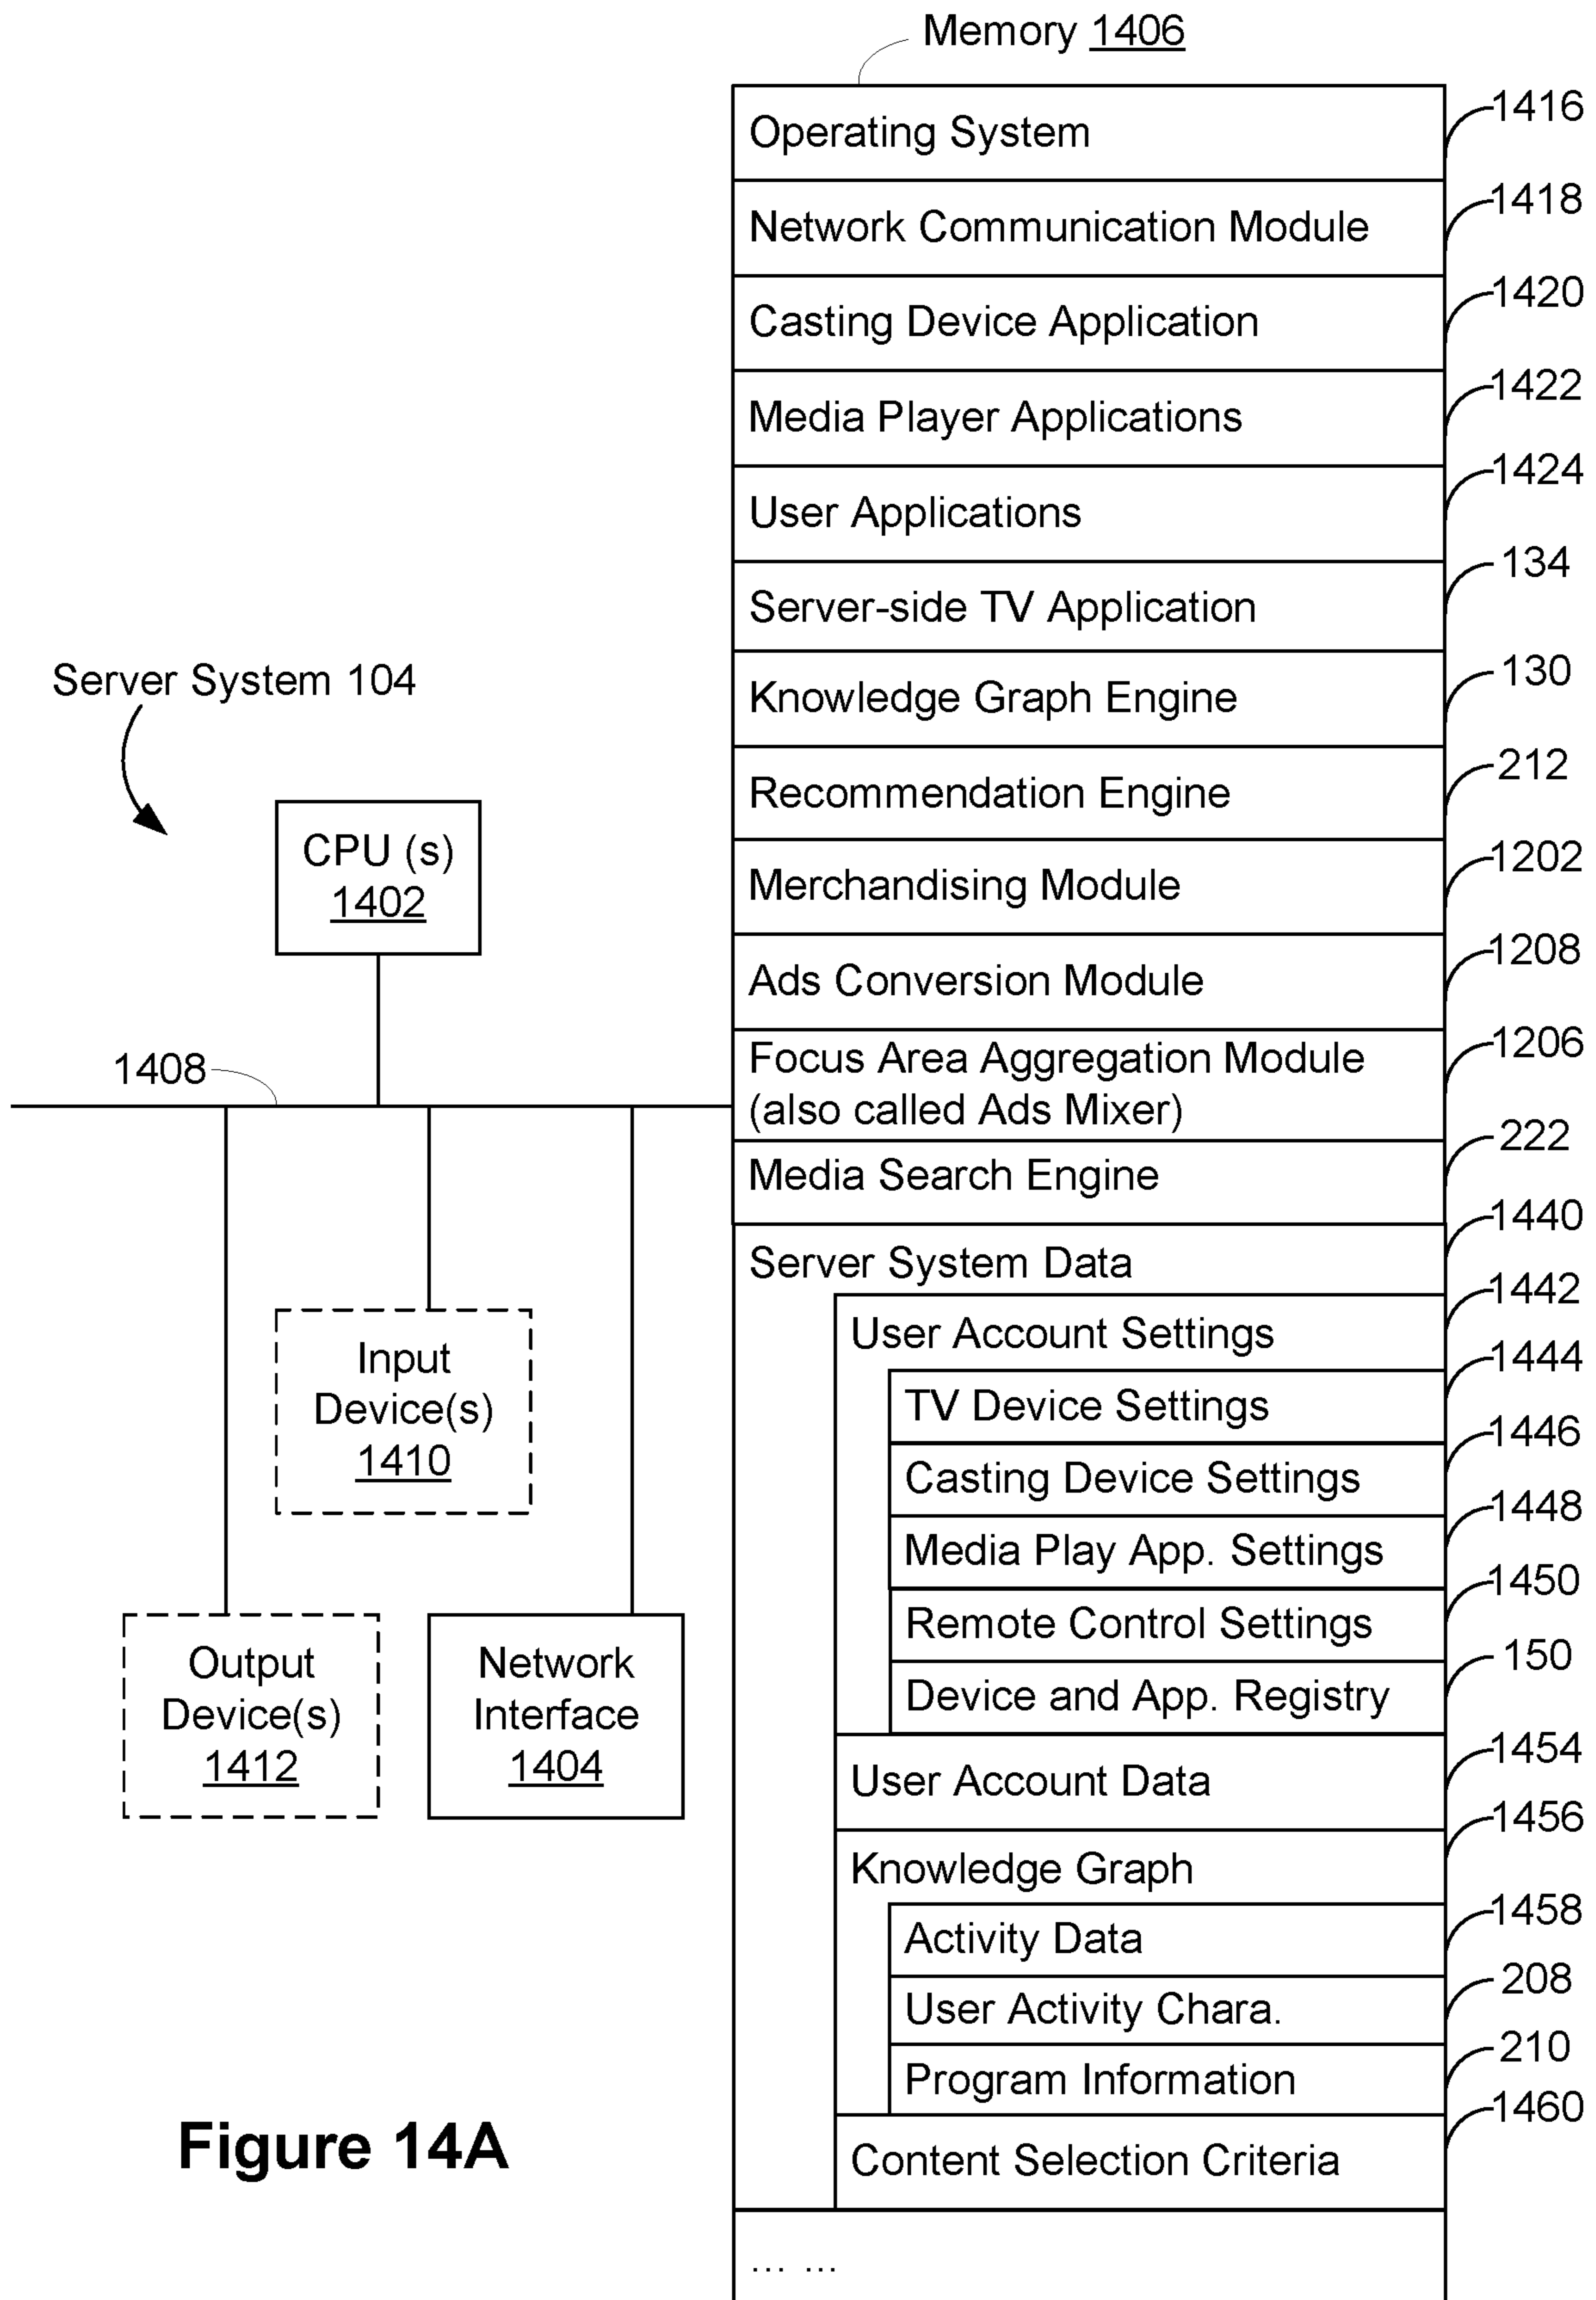 Memory 1406
Operating System
1416
Network Communication Module
1418
Casting Device Application
1420
Media Player Applications
1422
User Applications
1424
Server-side TV Application
134
Knowledge Graph Engine
130
Recommendation Engine
212
Merchandising Module
1202
Ads Conversion Module
1208
Focus Area Aggregation Module
(also called Ads Mixer)
1206
Media Search Engine
222
Server System Data
1440
User Account Settings
1442
TV Device Settings
1444
Casting Device Settings
1446
Media Play App. Settings
1448
Remote Control Settings
1450
Device and App. Registry
150
User Account Data
1454
Knowledge Graph
1456
Activity Data
1458
User Activity Chara.
208
Program Information
210
Content Selection Criteria
1460
... ...
Server System 104
CPU (s)
1402
1408
Input
Device(s)
1410
Output
Device(s)
1412
Network
Interface
1404
Figure 14A